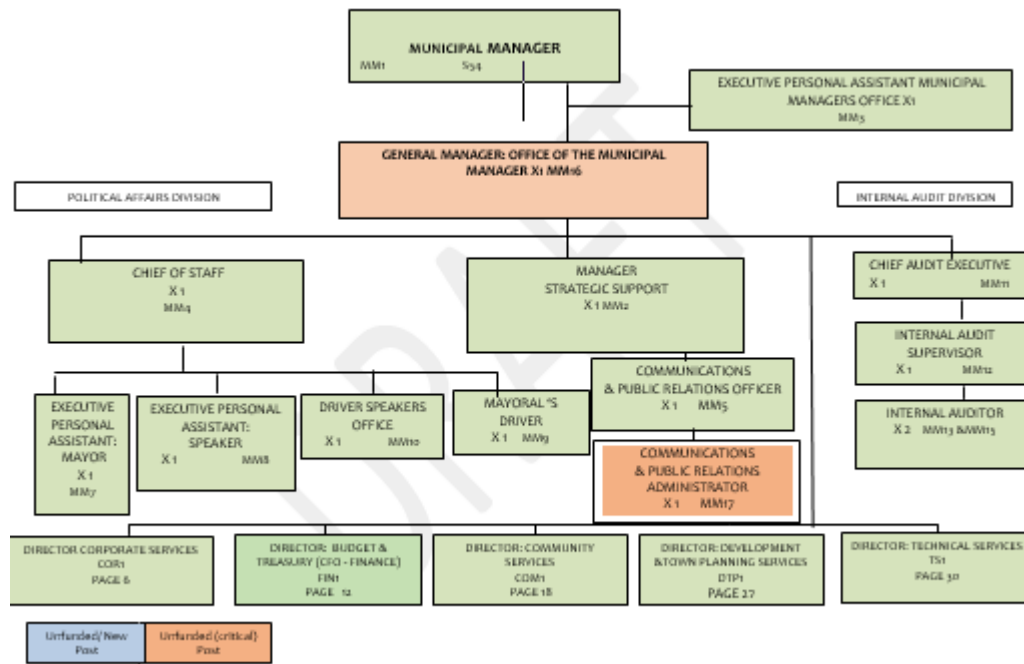 MUNICIPAL MANAGER
MM1 S54
EXECUTIVE PERSONAL ASSISTANT MUNICIPAL
MANAGERS OFFICE X1
MM3
GENERAL MANAGER: OFFICE OF THE MUNICIPAL
MANAGER X1 MM16
POLITICAL AFFAIRS DIVISION
INTERNAL AUDIT DIVISION
CHIEF OF STAFF
X 1
MM4
MANAGER
STRATEGIC SUPPORT
X 1 MM2
CHIEF AUDIT EXECUTIVE
X 1 MM11
INTERNAL AUDIT
SUPERVISOR
X 1 MM12
INTERNAL AUDITOR
X 2 MM13 &MM15
COMMUNICATIONS
& PUBLIC RELATIONS OFFICER
X 1 MM5
COMMUNICATIONS
& PUBLIC RELATIONS
ADMINISTRATOR
X 1 MM17
EXECUTIVE
PERSONAL
ASSISTANT:
MAYOR
X 1
MM7
EXECUTIVE PERSONAL
ASSISTANT:
SPEAKER
X 1 MM8
DRIVER SPEAKERS
OFFICE
X 1 MM10
MAYORAL "S
DRIVER
X 1 MM9
DIRECTOR CORPORATE SERVICES
COR1
PAGE 6
DIRECTOR: BUDGET &
TREASURY (CFO - FINANCE)
FIN1
PAGE 12
DIRECTOR: COMMUNITY
SERVICES
COM1
PAGE 18
DIRECTOR: DEVELOPMENT
&TOWN PLANNING SERVICES
DTP1
PAGE 27
DIRECTOR: TECHNICAL SERVICES
TS1
PAGE 30
Unfunded/New
Post
Unfunded (critical)
Post
DRAFT